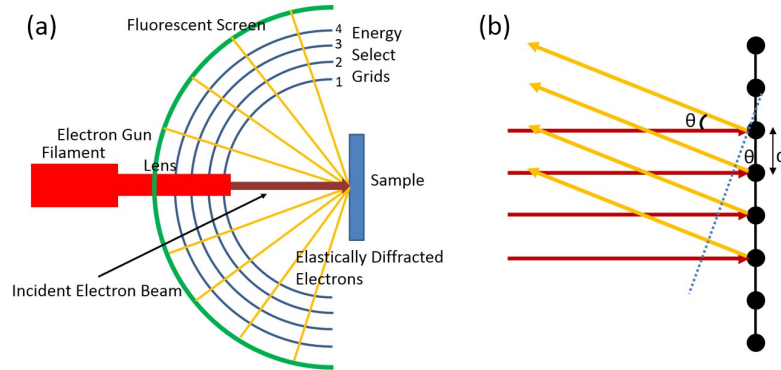 (a)
Fluorescent Screen
4
3
2
1
Energy
Select
Grids
Electron Gun
Filament
Lens
Sample
Elastically Diffracted
Electrons
Incident Electron Beam
(b)
θ
θ